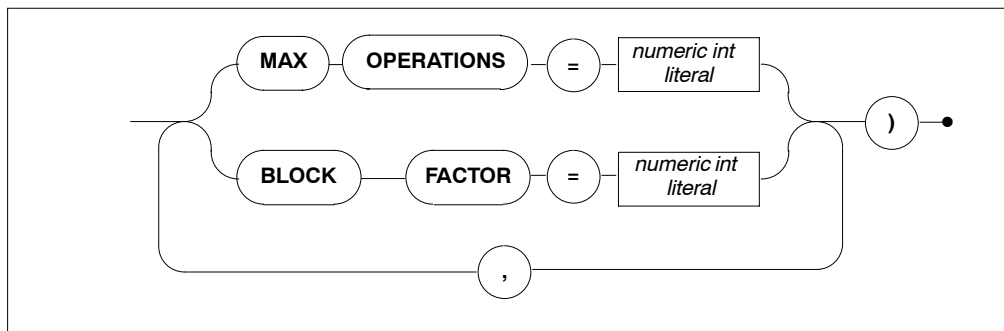 MAX OPERATIONS = numeric int
literal
)
BLOCK FACTOR = numeric int
literal
,